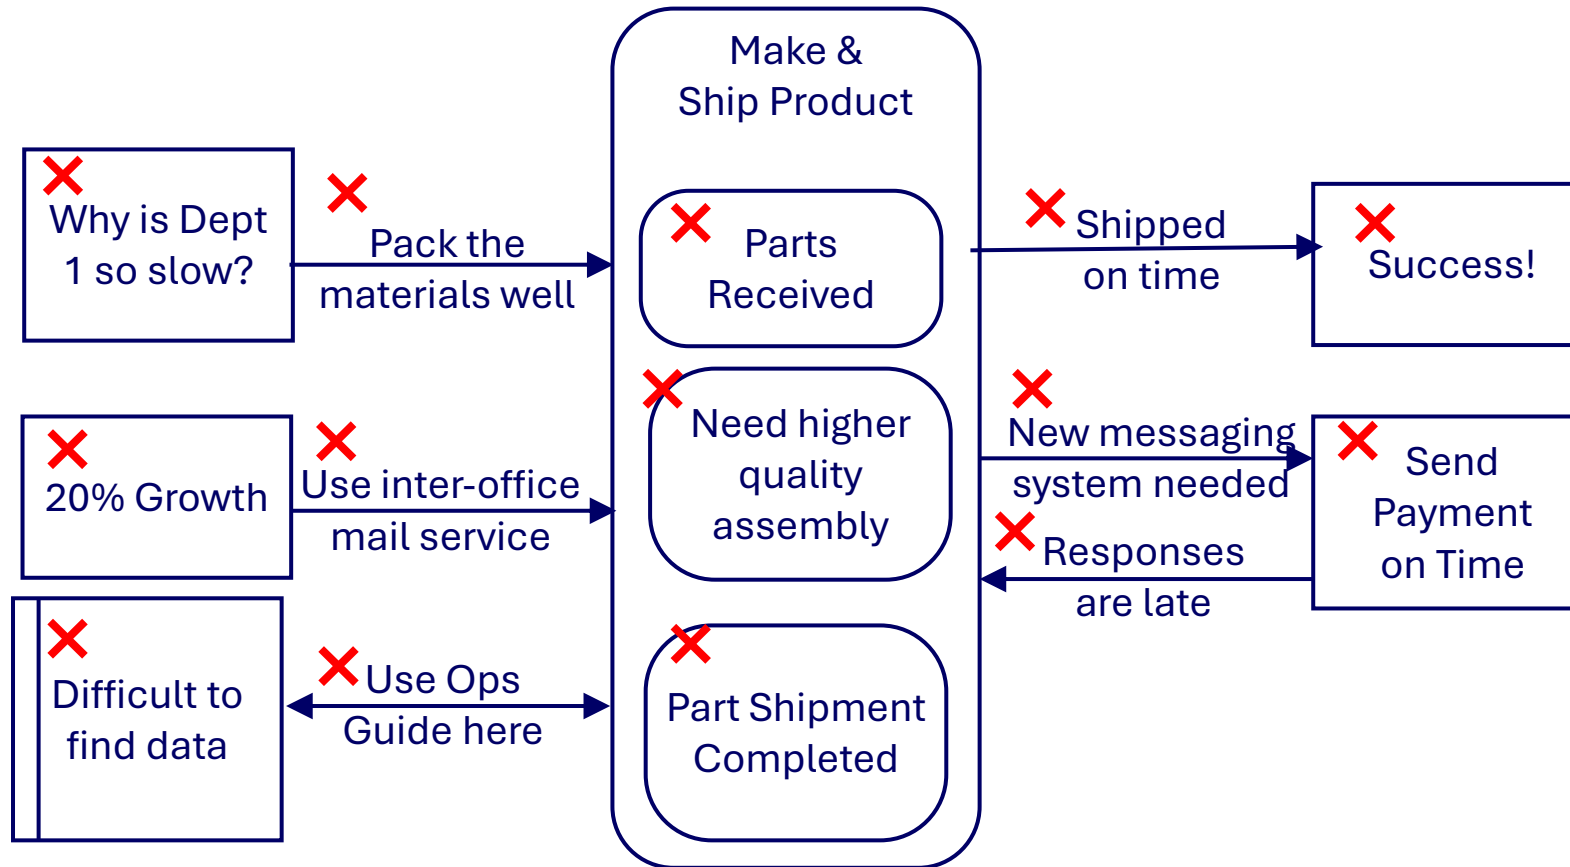 Make &
Ship Product
Why is Dept
1 so slow?
Pack the
materials well
Parts
Received
Shipped
on time
Success!
20% Growth
Use inter-office
mail service
Need higher
quality
assembly
New messaging
system needed
Responses
are late
Send
Payment
on Time
Difficult to
find data
Use Ops
Guide here
Part Shipment
Completed